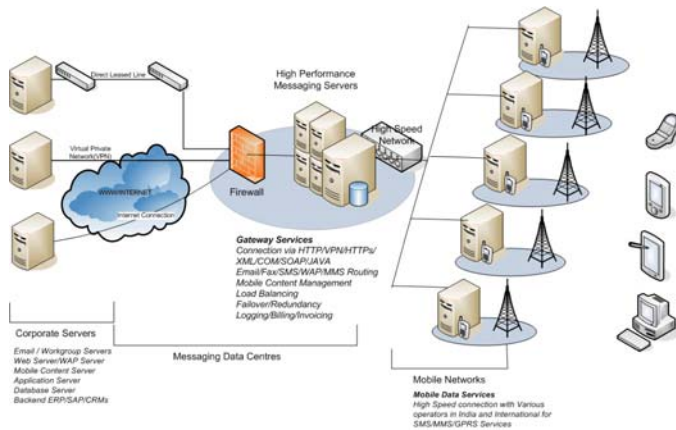 Direct Leased Line
High Performance
Messaging Servers
High Speed
Network
Virtual Private
Network(VPN)
WWW/INTERNET
Internet Connection
Firewall
Gateway Services
Connection via HTTP/VPN/HTTPs/
XML/COM/SOAP/JAVA
Email/Fax/SMS/WAP/MMS Routing
Mobile Content Management
Load Balancing
Failover/Redundancy
Logging/Billing/Invoicing
Corporate Servers
Email / Workgroup Servers
Web Server/WAP Server
Mobile Content Server
Application Server
Database Server
Backend ERP/SAP/CRMs
Messaging Data Centres
Mobile Networks
Mobile Data Services
High Speed connection with Various
operators in India and International for
SMS/MMS/GPRS Services